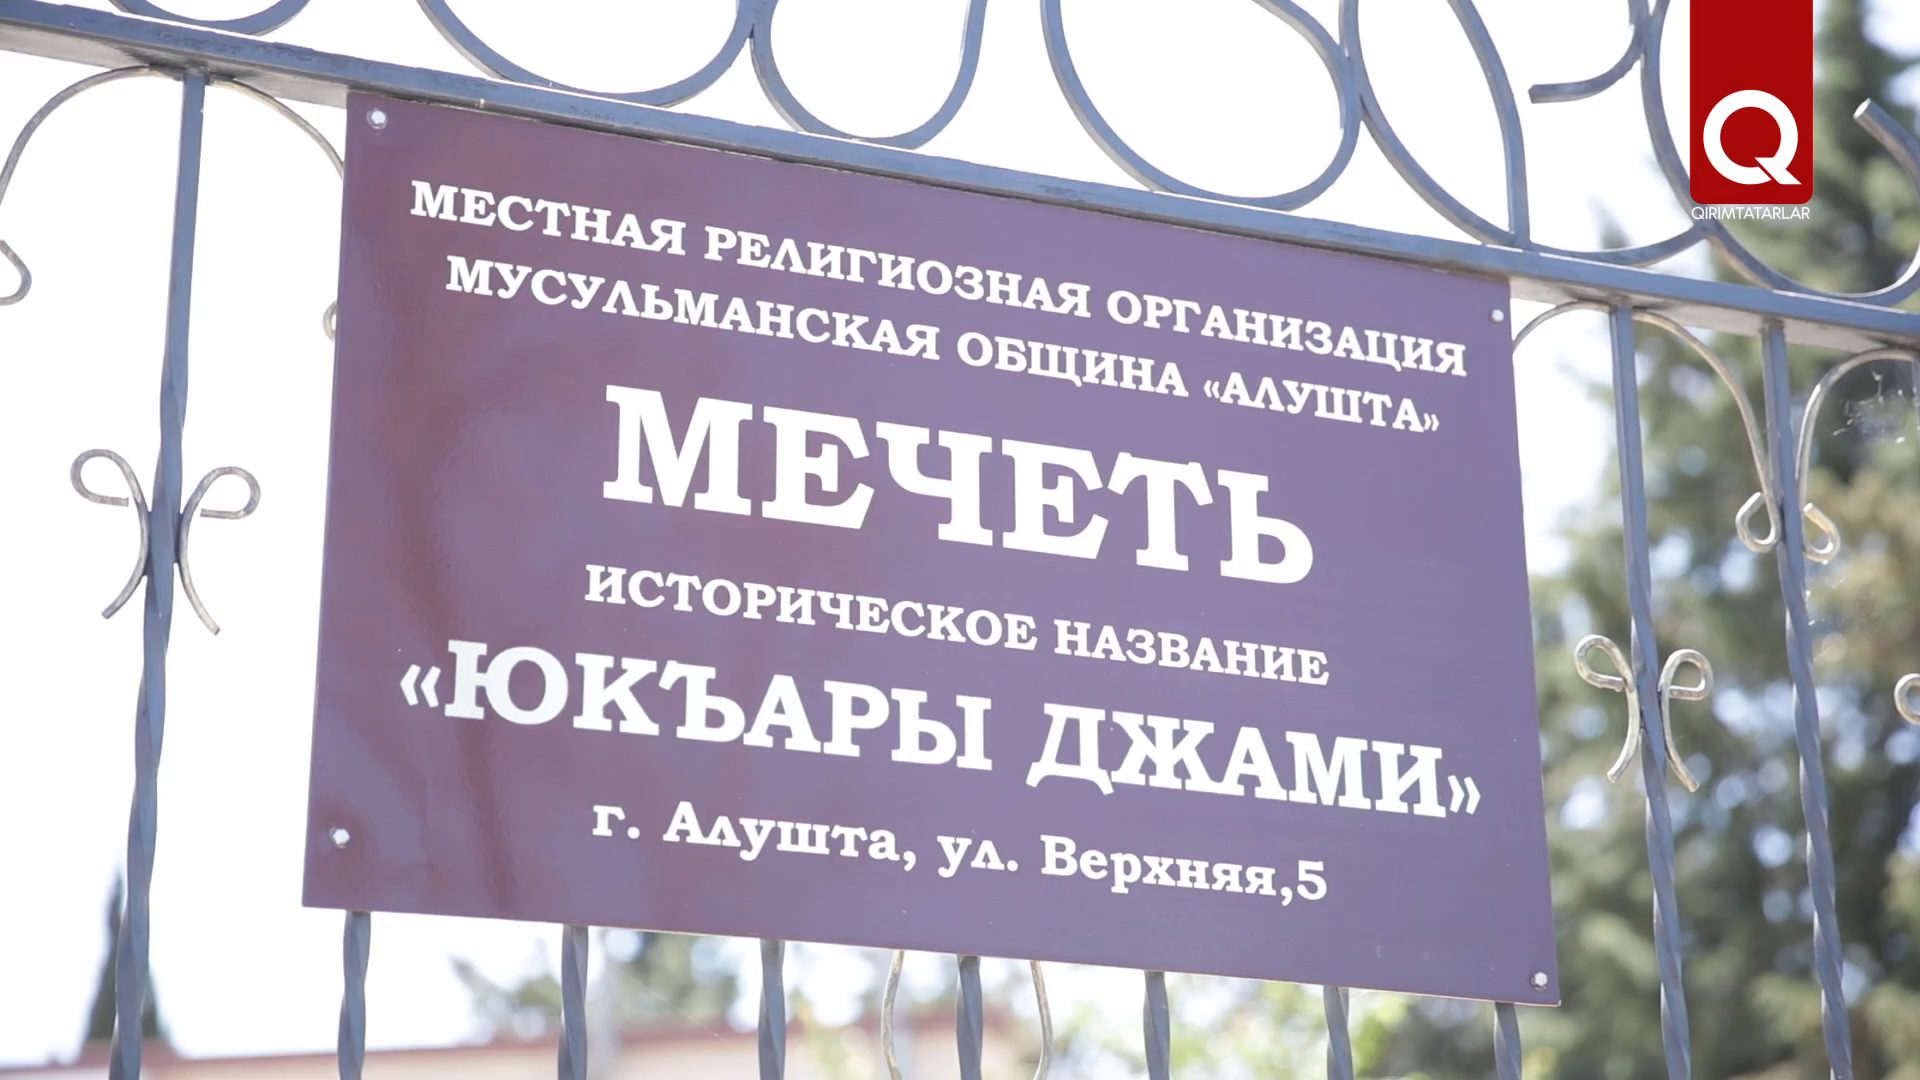 МЕСТНАЯ РЕЛИГИОЗНАЯ ОРГАНИЗАЦИЯ
МУСУЛЬМАНСКАЯ ОБЩИНА «АЛУШТА»
МЕЧЕТЬ
ИСТОРИЧЕСКОЕ НАЗВАНИЕ
«ЮКЪАРЫ ДЖАМИ»
г. Алушта, ул. Верхняя,5
Q
QIRIMTATARLAR